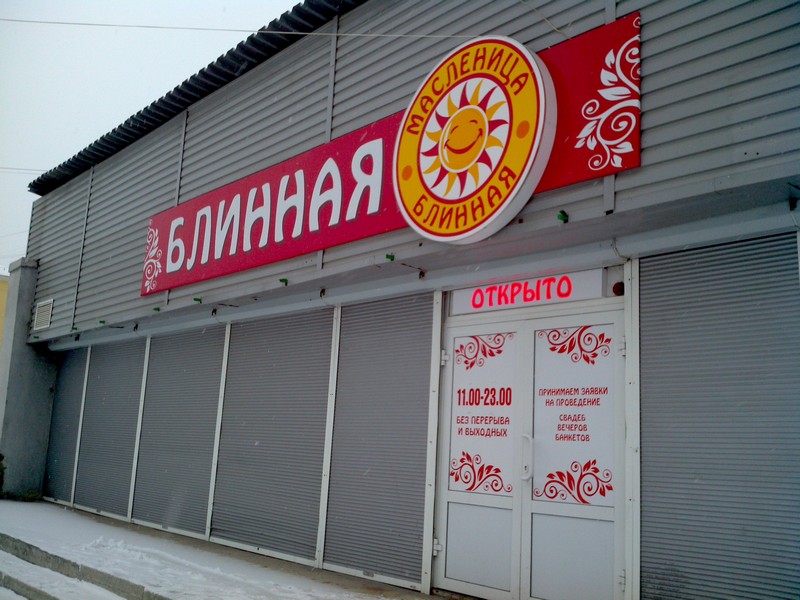 БЛИННАЯ
МАСЛЕНИЦА
БЛИННАЯ
ОТКРЫТО
11.00-23.00
БЕЗ ПЕРЕРЫВА
И ВЫХОДНЫХ
ПРИНИМАЕМ ЗАЯВКИ
НА ПРОВЕДЕНИЕ
СВАДЕБ
ВЕЧЕРОВ
БАНКЕТОВ